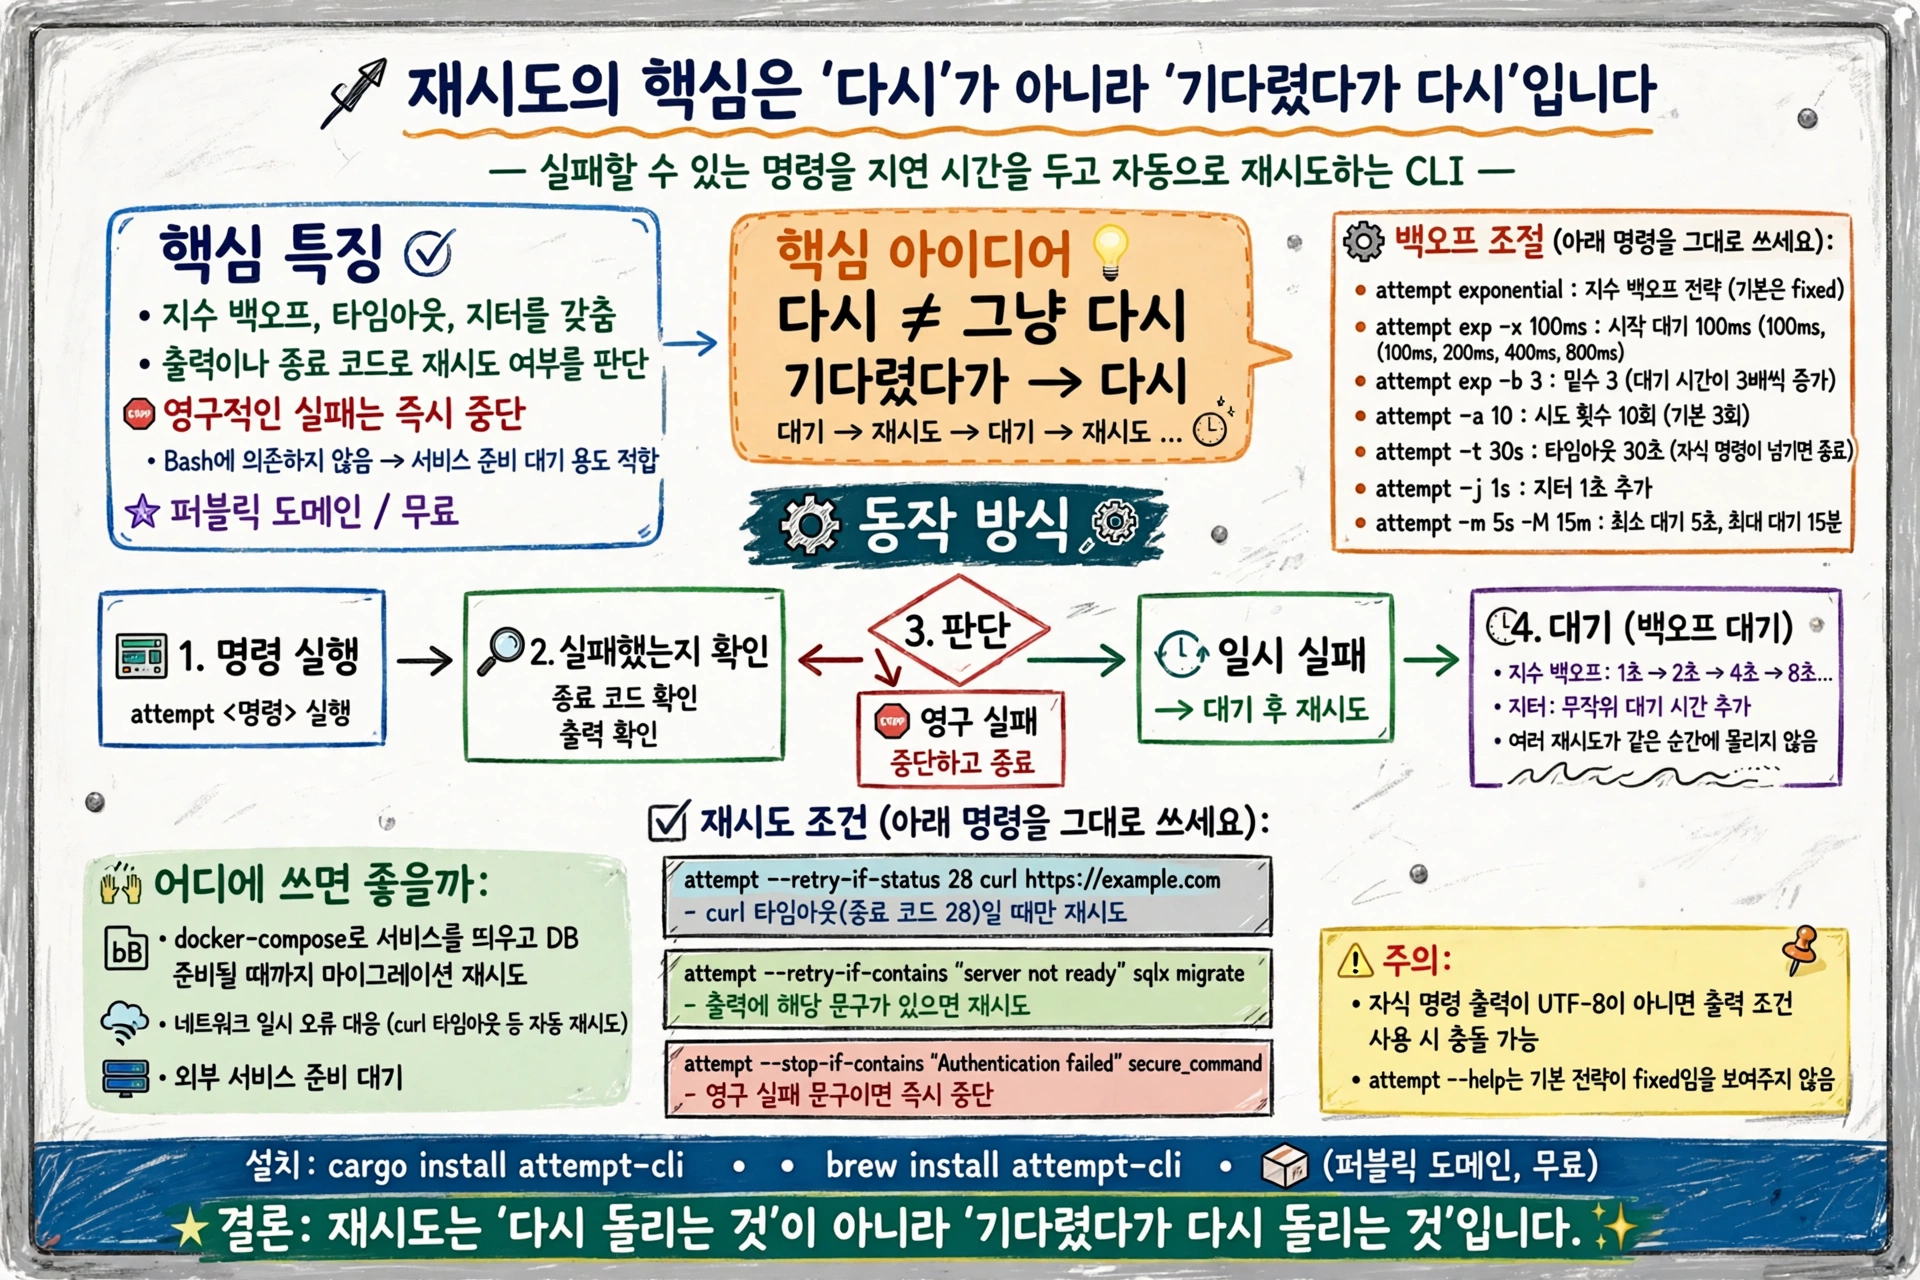 재시도의 핵심은 '다시'가 아니라 '기다렸다가 다시'입니다
— 실패할 수 있는 명령을 지연 시간을 두고 자동으로 재시도하는 CLI —
핵심 특징
• 지수 백오프, 타임아웃, 지터를 갖춤
• 출력이나 종료 코드로 재시도 여부를 판단
영구적인 실패는 즉시 중단
• Bash에 의존하지 않음 → 서비스 준비 대기 용도 적합
퍼블릭 도메인 / 무료
핵심 아이디어
다시 ≠ 그냥 다시
기다렸다가 → 다시
대기 → 재시도 → 대기 → 재시도 ...
백오프 조절 (아래 명령을 그대로 쓰세요):
• attempt exponential : 지수 백오프 전략 (기본은 fixed)
• attempt exp -x 100ms : 시작 대기 100ms (100ms,
(100ms, 200ms, 400ms, 800ms)
• attempt exp -b 3 : 밑수 3 (대기 시간이 3배씩 증가)
• attempt -a 10 : 시도 횟수 10회 (기본 3회)
• attempt -t 30s : 타임아웃 30초 (자식 명령이 넘기면 종료)
• attempt -j 1s : 지터 1초 추가
• attempt -m 5s -M 15m : 최소 대기 5초, 최대 대기 15분
동작 방식
1. 명령 실행
attempt <명령> 실행
2. 실패했는지 확인
종료 코드 확인
출력 확인
3. 판단
영구 실패
중단하고 종료
일시 실패
→ 대기 후 재시도
4. 대기 (백오프 대기)
• 지수 백오프: 1초 → 2초 → 4초 → 8초...
• 지터: 무작위 대기 시간 추가
• 여러 재시도가 같은 순간에 몰리지 않음
재시도 조건 (아래 명령을 그대로 쓰세요):
attempt --retry-if-status 28 curl https://example.com
- curl 타임아웃(종료 코드 28)일 때만 재시도
attempt --retry-if-contains "server not ready" sqlx migrate
- 출력에 해당 문구가 있으면 재시도
attempt --stop-if-contains "Authentication failed" secure_command
- 영구 실패 문구이면 즉시 중단
어디에 쓰면 좋을까:
bB
• docker-compose로 서비스를 띄우고 DB
준비될 때까지 마이그레이션 재시도
• 네트워크 일시 오류 대응 (curl 타임아웃 등 자동 재시도)
• 외부 서비스 준비 대기
주의:
• 자식 명령 출력이 UTF-8이 아니면 출력 조건
사용 시 충돌 가능
• attempt --help는 기본 전략이 fixed임을 보여주지 않음
설치: cargo install attempt-cli • • brew install attempt-cli • (퍼블릭 도메인, 무료)
결론: 재시도는 '다시 돌리는 것'이 아니라 '기다렸다가 다시 돌리는 것'입니다.